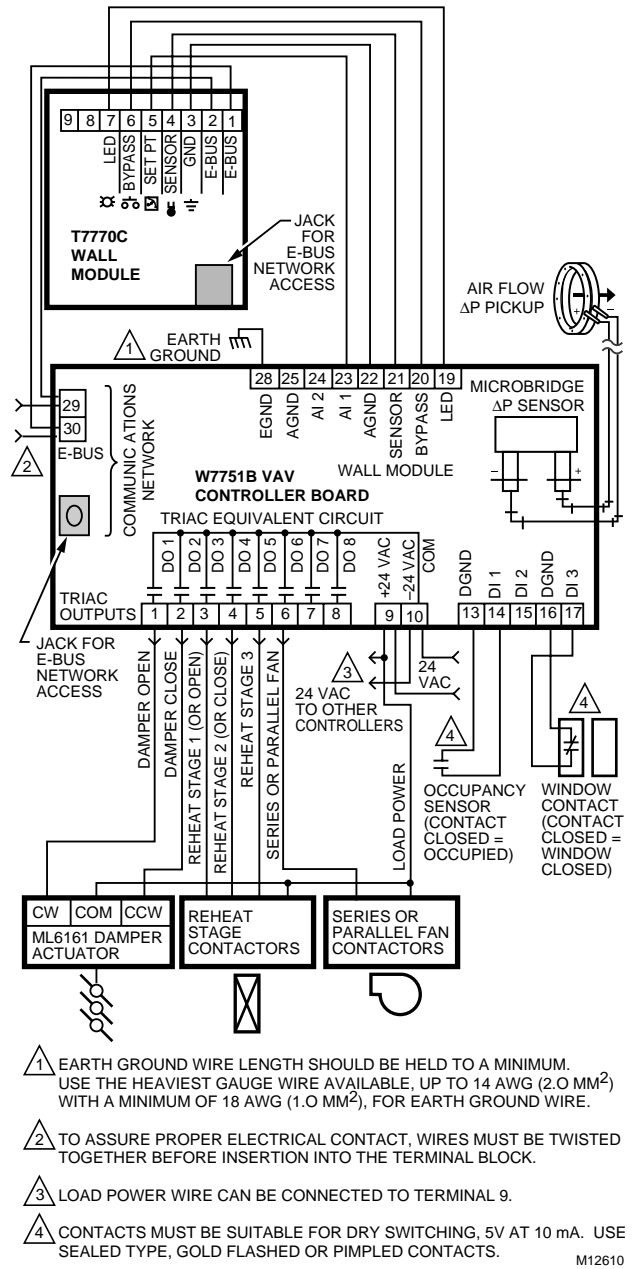 9 8 7 6 5 4 3 2 1
LED
BYPASS
SET PT
SENSOR
GND
E-BUS
E-BUS
T7770C
WALL
MODULE
JACK
FOR
E-BUS
NETWORK
ACCESS
AIR FLOW
∆P PICKUP
+ –
1
EARTH
GROUND
28 25 24 23 22 21 20 19
EGND
AGND
AI 2
AI 1
AGND
SENSOR
BYPASS
LED
WALL MODULE
MICROBRIDGE
∆P SENSOR
– +
29
30
E-BUS
2
COMMUNIC ATIONS
NETWORK
W7751B VAV
CONTROLLER BOARD
TRIAC EQUIVALENT CIRCUIT
DO 1
DO 2
DO 3
DO 4
DO 5
DO 6
DO 7
DO 8
+24 VAC
–24 VAC
COM
DGND
DI 1
DI 2
DGND
DI 3
TRIAC
OUTPUTS
1 2 3 4 5 6 7 8
9 10
13 14 15 16 17
JACK FOR
E-BUS
NETWORK
ACCESS
DAMPER OPEN
DAMPER CLOSE
REHEAT STAGE 1 (OR OPEN)
REHEAT STAGE 2 (OR CLOSE)
REHEAT STAGE 3
SERIES OR PARALLEL FAN
3
24 VAC
TO OTHER
CONTROLLERS
24
VAC
LOAD POWER
4
OCCUPANCY
SENSOR
(CONTACT
CLOSED =
OCCUPIED)
4
WINDOW
CONTACT
(CONTACT
CLOSED =
WINDOW
CLOSED)
CW COM CCW
ML6161 DAMPER
ACTUATOR
REHEAT
STAGE
CONTACTORS
SERIES OR
PARALLEL FAN
CONTACTORS
1 EARTH GROUND WIRE LENGTH SHOULD BE HELD TO A MINIMUM.
USE THE HEAVIEST GAUGE WIRE AVAILABLE, UP TO 14 AWG (2.O MM²)
WITH A MINIMUM OF 18 AWG (1.O MM²), FOR EARTH GROUND WIRE.
2 TO ASSURE PROPER ELECTRICAL CONTACT, WIRES MUST BE TWISTED
TOGETHER BEFORE INSERTION INTO THE TERMINAL BLOCK.
3 LOAD POWER WIRE CAN BE CONNECTED TO TERMINAL 9.
4 CONTACTS MUST BE SUITABLE FOR DRY SWITCHING, 5V AT 10 mA. USE
SEALED TYPE, GOLD FLASHED OR PIMPLED CONTACTS.
M12610